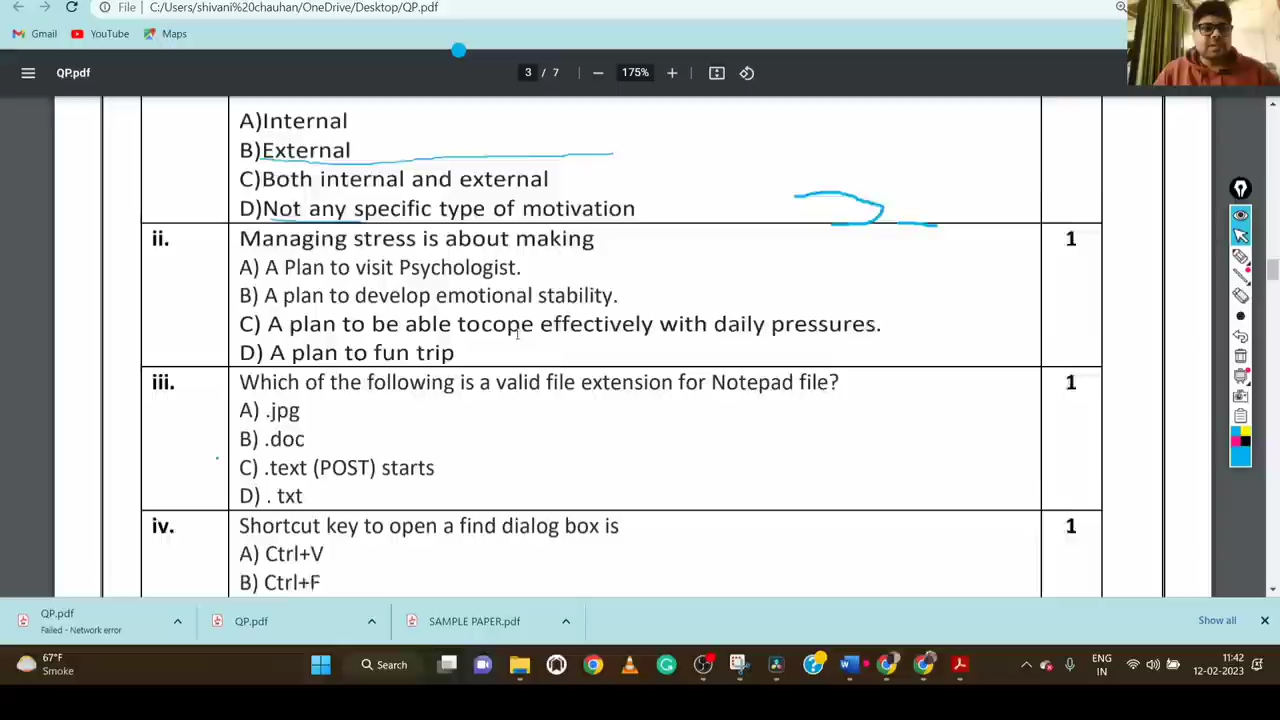 File | C:/Users/shivani%20chauhan/OneDrive/Desktop/QP.pdf
Gmail YouTube Maps
QP.pdf 3 / 7 175%
A)Internal
B)External
C)Both internal and external
D)Not any specific type of motivation
ii. Managing stress is about making 1
A) A Plan to visit Psychologist.
B) A plan to develop emotional stability.
C) A plan to be able tocope effectively with daily pressures.
D) A plan to fun trip
iii. Which of the following is a valid file extension for Notepad file? 1
A) .jpg
B) .doc
C) .text (POST) starts
D) . txt
iv. Shortcut key to open a find dialog box is 1
A) Ctrl+V
B) Ctrl+F
QP.pdf
Failed - Network error
QP.pdf
SAMPLE PAPER.pdf
Show all
67°F
Smoke
Search
ENG
IN
11:42
12-02-2023